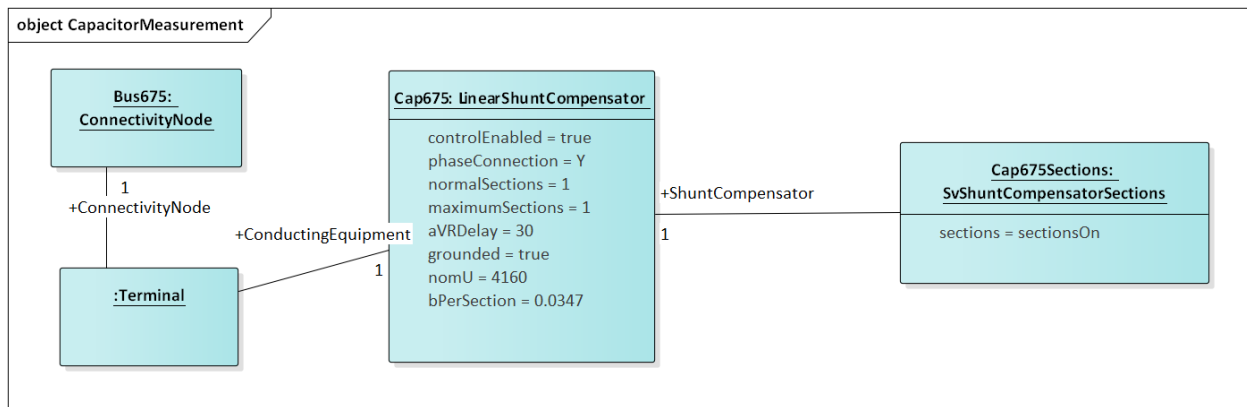 object CapacitorMeasurement
Bus675:
ConnectivityNode
1
+ConnectivityNode
:Terminal
+ConductingEquipment
1
Cap675: LinearShuntCompensator
controlEnabled = true
phaseConnection = Y
normalSections = 1
maximumSections = 1
aVRDelay = 30
grounded = true
nomU = 4160
bPerSection = 0.0347
+ShuntCompensator
1
Cap675Sections:
SvShuntCompensatorSections
sections = sectionsOn